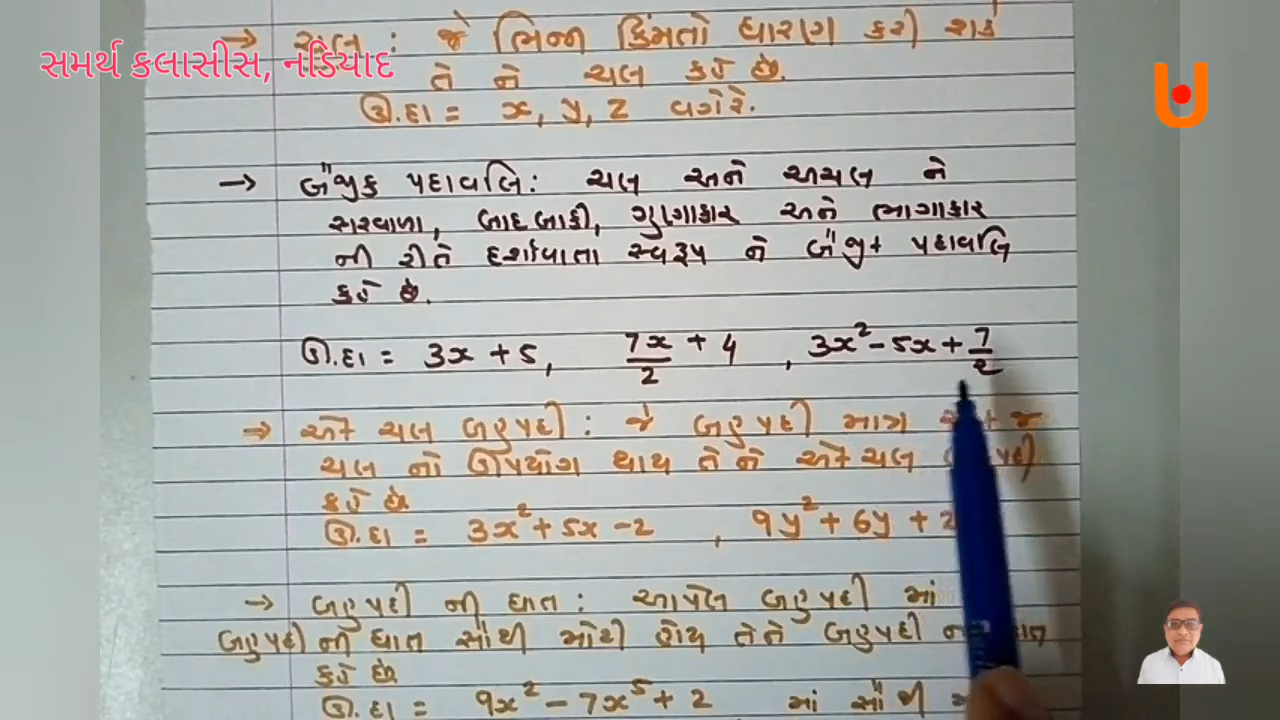 → ચલ : જે ભિન્ન કિંમતો ધારણ કરી શકે
સમર્થ કલાસીસ, નડિયાદ
તે ને ચલ કહે છે.
ઊ.દા = x, y, z વગેરે.
→ બૈજીક પદાવલિ : ચલ અને અચલ ને
સરવાળા, બાદબાકી, ગુણાકાર અને ભાગાકાર
ની રીતે દર્શાવાતા સ્વરૂપ ને બૈજીક પદાવલિ
કહે છે.
ઊ.દા = 3x + 5, 7x/2 + 4, 3x² - 5x + 7/2
→ એક ચલ બહુપદી : જે બહુપદી માત્ર જ
ચલ નો ઊપયોગ થાય તે ને એક ચલ
કહે છે.
ઊ.દા = 3x² + 5x - 2 , 9y² + 6y + 2
→ બહુપદી ની ઘાત : આપેલ બહુપદી માં
બહુપદી ની ઘાત સૌથી મોટી હોય તેને બહુપદી
કહે છે.
ઊ.દા = 9x² - 7x⁵ + 2 માં સૌથી